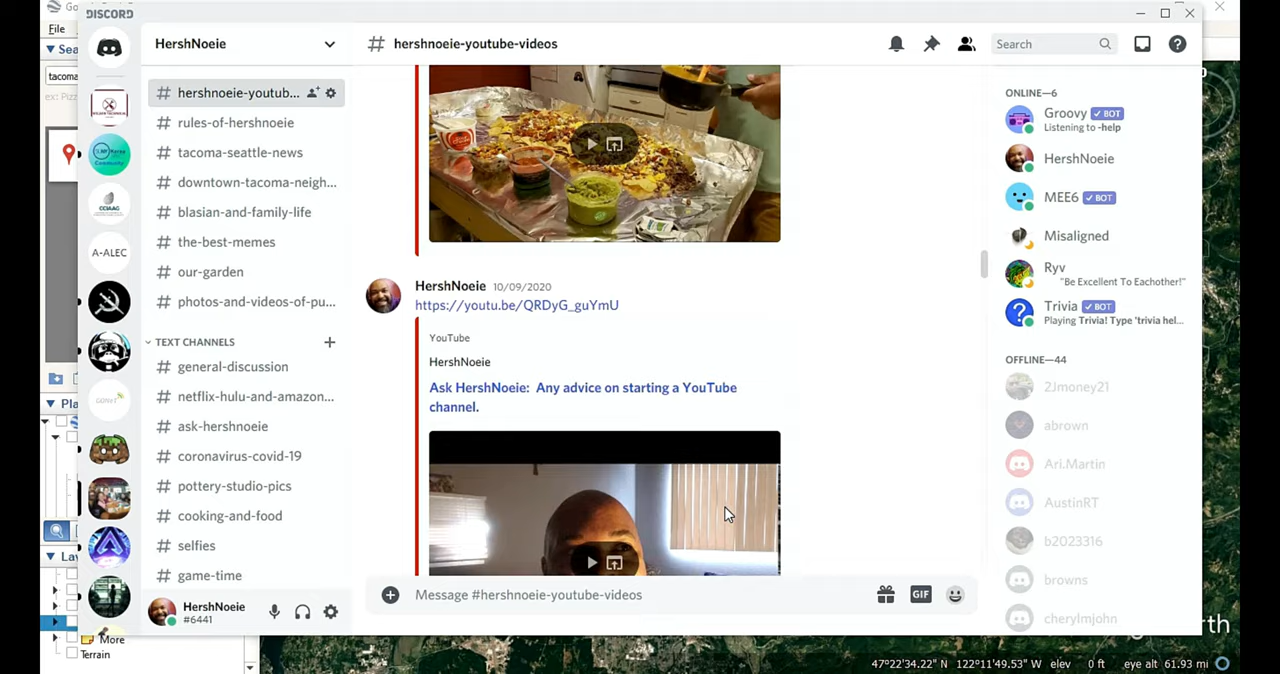 DISCORD
File
Sea
tacoma
ex: Piz
Pla
Lay
More
Terrain
A-ALEC
HershNoeie
hershnoeie-youtub...
rules-of-hershnoeie
tacoma-seattle-news
downtown-tacoma-neigh...
blasian-and-family-life
the-best-memes
our-garden
photos-and-videos-of-pu...
TEXT CHANNELS
general-discussion
netflix-hulu-and-amazon...
ask-hershnoeie
coronavirus-covid-19
pottery-studio-pics
cooking-and-food
selfies
game-time
HershNoeie
#6441
# hershnoeie-youtube-videos
Search
HershNoeie 10/09/2020
https://youtu.be/QRDyG_guYmU
YouTube
HershNoeie
Ask HershNoeie: Any advice on starting a YouTube
channel.
Message #hershnoeie-youtube-videos
GIF
ONLINE—6
Groovy BOT
Listening to -help
HershNoeie
MEE6 BOT
Misaligned
Ryv
"Be Excellent To Eachother!"
Trivia BOT
Playing Trivia! Type 'trivia hel...
OFFLINE—44
2Jmoney21
abrown
Ari.Martin
AustinRT
b2023316
browns
cherylmjohn
rth
47°22'34.22" N 122°11'49.53" W elev 0 ft eye alt 61.93 mi